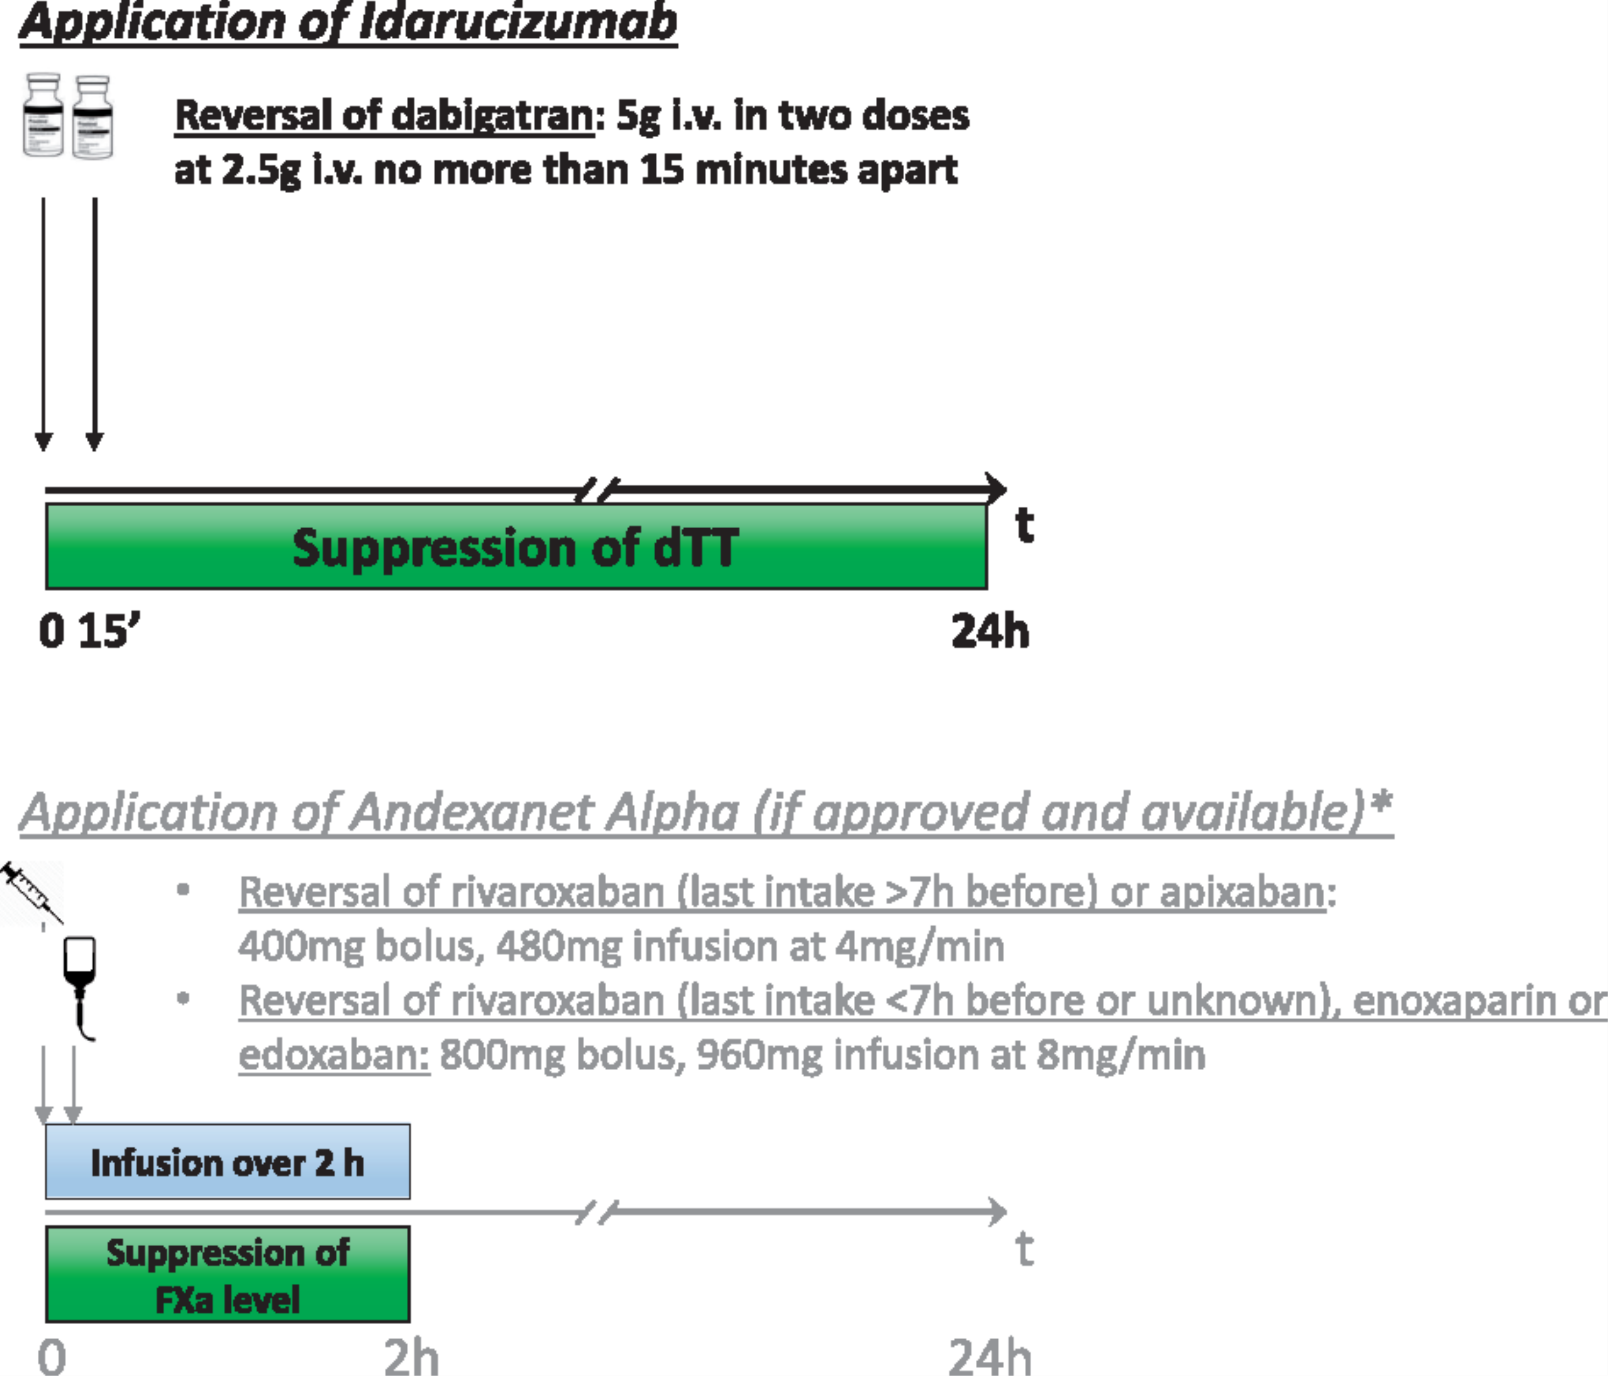 Application of Idarucizumab
Reversal of dabigatran: 5g i.v. in two doses
at 2.5g i.v. no more than 15 minutes apart
t
Suppression of dTT
0 15’
24h
Application of Andexanet Alpha (if approved and available)*
• Reversal of rivaroxaban (last intake >7h before) or apixaban:
400mg bolus, 480mg infusion at 4mg/min
• Reversal of rivaroxaban (last intake <7h before or unknown), enoxaparin or
edoxaban: 800mg bolus, 960mg infusion at 8mg/min
Infusion over 2 h
t
Suppression of
FXa level
0
2h
24h